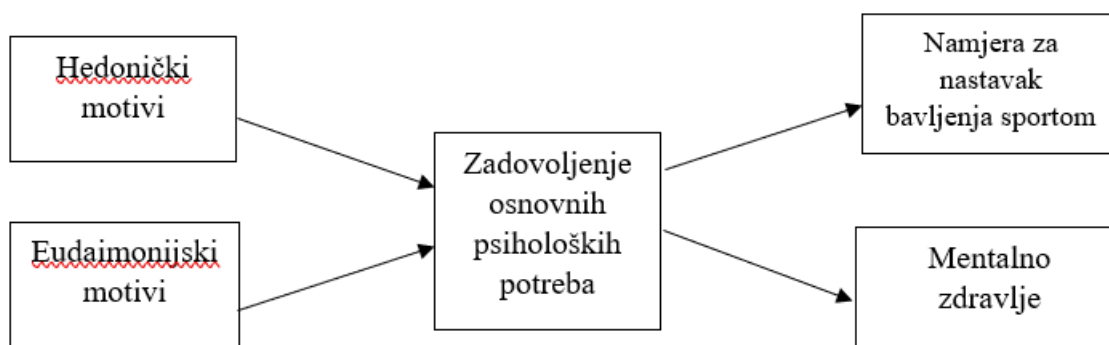 Hedonički
motivi
Eudaimonijski
motivi
Zadovoljenje
osnovnih
psiholoških
potreba
Namjera za
nastavak
bavljenja sportom
Mentalno
zdravlje